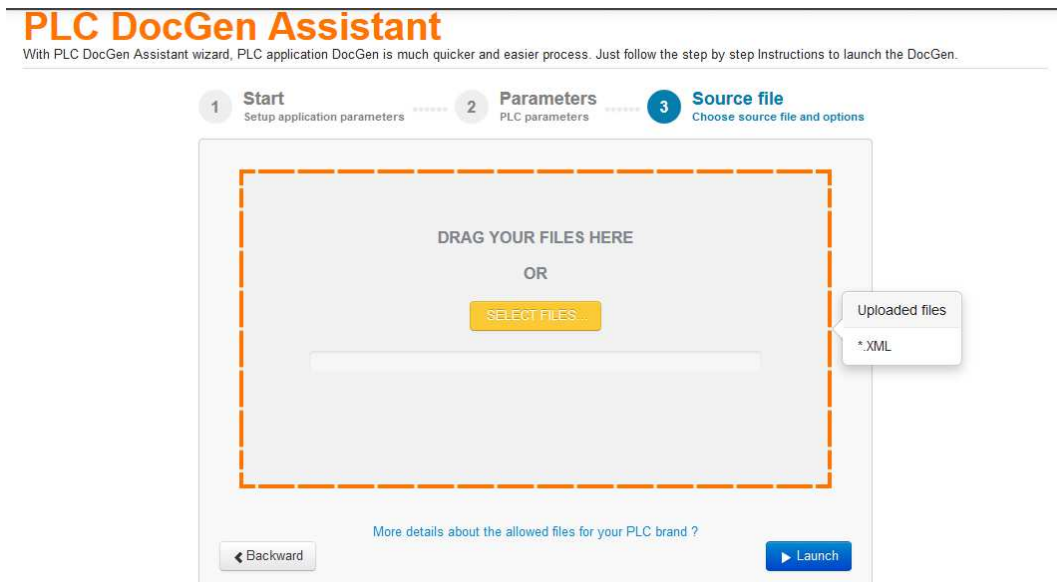 PLC DocGen Assistant
With PLC DocGen Assistant wizard, PLC application DocGen is much quicker and easier process. Just follow the step by step Instructions to launch the DocGen.
1 Start
Setup application parameters
2 Parameters
PLC parameters
3 Source file
Choose source file and options
DRAG YOUR FILES HERE
OR
SELECT FILES...
Uploaded files
*.XML
More details about the allowed files for your PLC brand ?
Backward
Launch